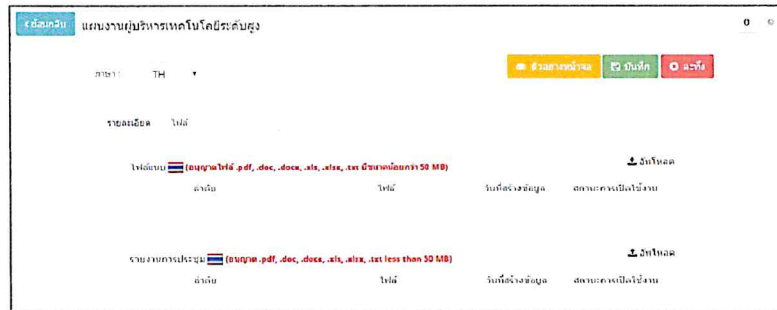 ย้อนกลับ แผนงานผู้บริหารเทคโนโลยีระดับสูง 0
ภาษา : TH ตัวอย่างหน้าจอ บันทึก ละทิ้ง
รายละเอียด ไฟล์
ไฟล์แนบ (อนุญาตไฟล์ .pdf, .doc, .docx, .xls, .xlsx, .txt มีขนาดน้อยกว่า 50 MB) อัพโหลด
ลำดับ ไฟล์ วันที่สร้างข้อมูล สถานะการเปิดใช้งาน
รายงานการประชุม (อนุญาต .pdf, .doc, .docx, .xls, .xlsx, .txt less than 50 MB) อัพโหลด
ลำดับ ไฟล์ วันที่สร้างข้อมูล สถานะการเปิดใช้งาน